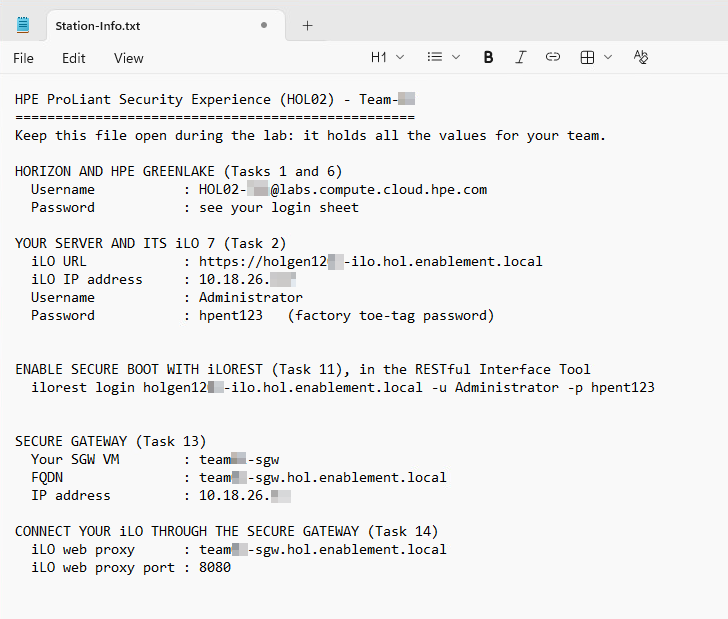 Station-Info.txt
File Edit View H1 B I
HPE ProLiant Security Experience (HOL02) - Team-
==================================================
Keep this file open during the lab: it holds all the values for your team.
HORIZON AND HPE GREENLAKE (Tasks 1 and 6)
Username : HOL02- @labs.compute.cloud.hpe.com
Password : see your login sheet
YOUR SERVER AND ITS iLO 7 (Task 2)
iLO URL : https://holgen12 -ilo.hol.enablement.local
iLO IP address : 10.18.26.
Username : Administrator
Password : hpent123 (factory toe-tag password)
ENABLE SECURE BOOT WITH iLOREST (Task 11), in the RESTful Interface Tool
ilorest login holgen12 -ilo.hol.enablement.local -u Administrator -p hpent123
SECURE GATEWAY (Task 13)
Your SGW VM : team -sgw
FQDN : team -sgw.hol.enablement.local
IP address : 10.18.26.
CONNECT YOUR iLO THROUGH THE SECURE GATEWAY (Task 14)
iLO web proxy : team -sgw.hol.enablement.local
iLO web proxy port : 8080